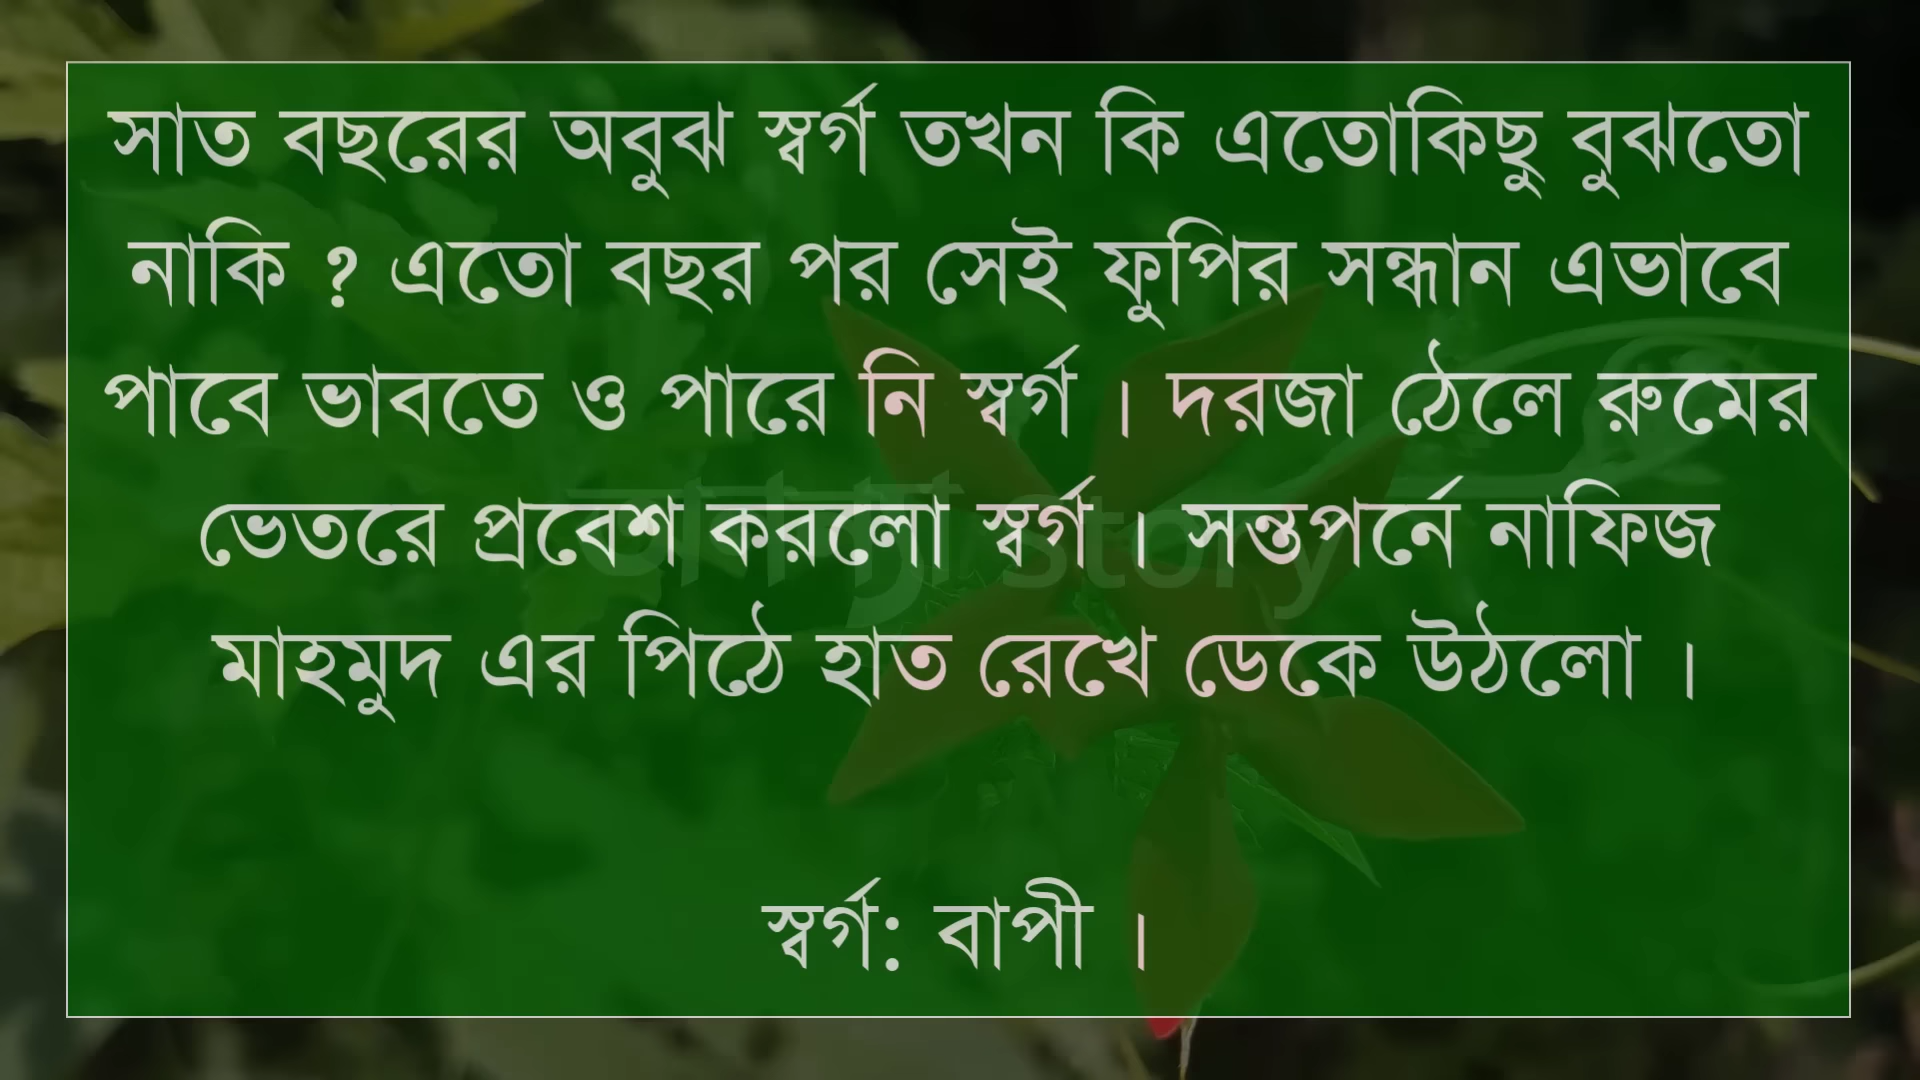 সাত বছরের অবুঝ স্বর্গ তখন কি এতোকিছু বুঝতো
নাকি ? এতো বছর পর সেই ফুপির সন্ধান এভাবে
পাবে ভাবতে ও পারে নি স্বর্গ । দরজা ঠেলে রুমের
ভেতরে প্রবেশ করলো স্বর্গ । সন্তপর্নে নাফিজ
মাহমুদ এর পিঠে হাত রেখে ডেকে উঠলো ।
স্বর্গ: বাপী ।